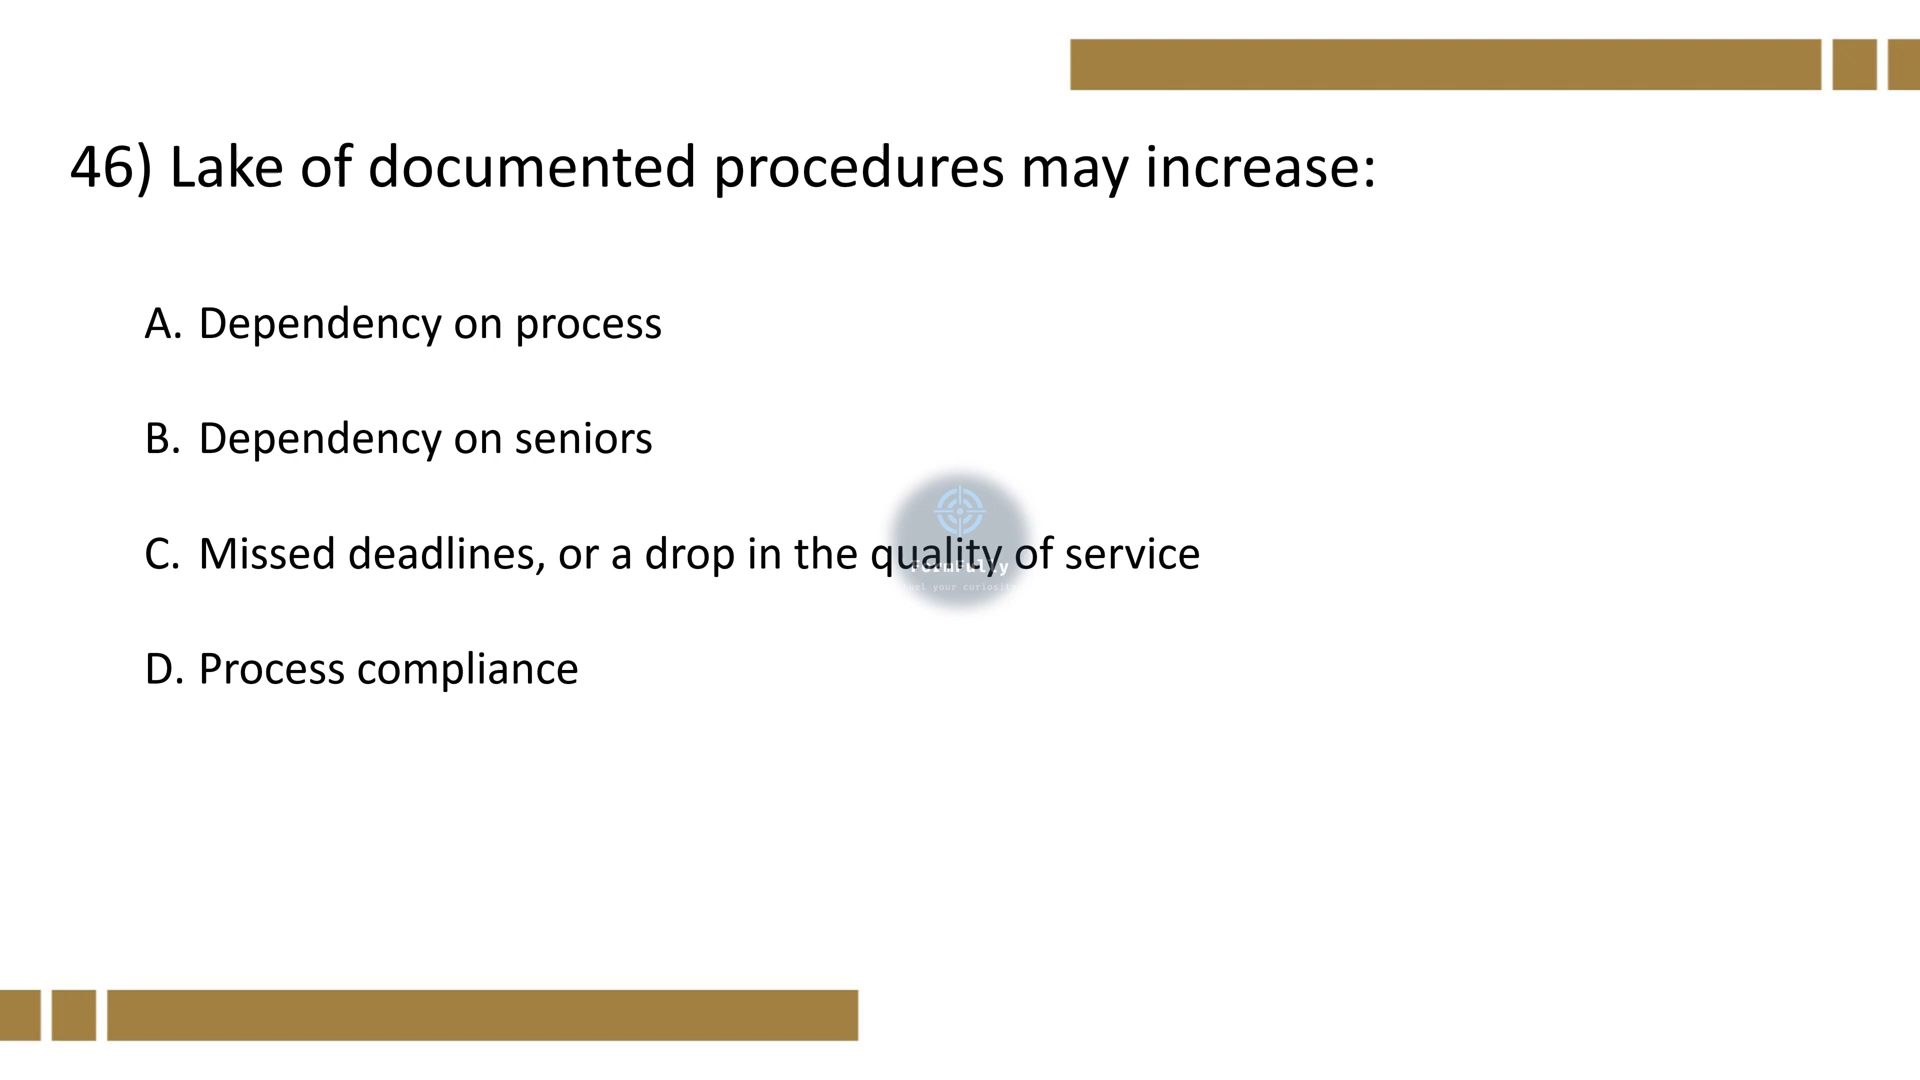 46) Lake of documented procedures may increase:
A. Dependency on process
B. Dependency on seniors
C. Missed deadlines, or a drop in the quality of service
D. Process compliance